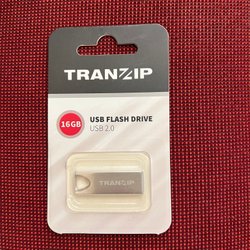 TRANZIP
16GB
USB FLASH DRIVE
USB 2.0
TRANZIP